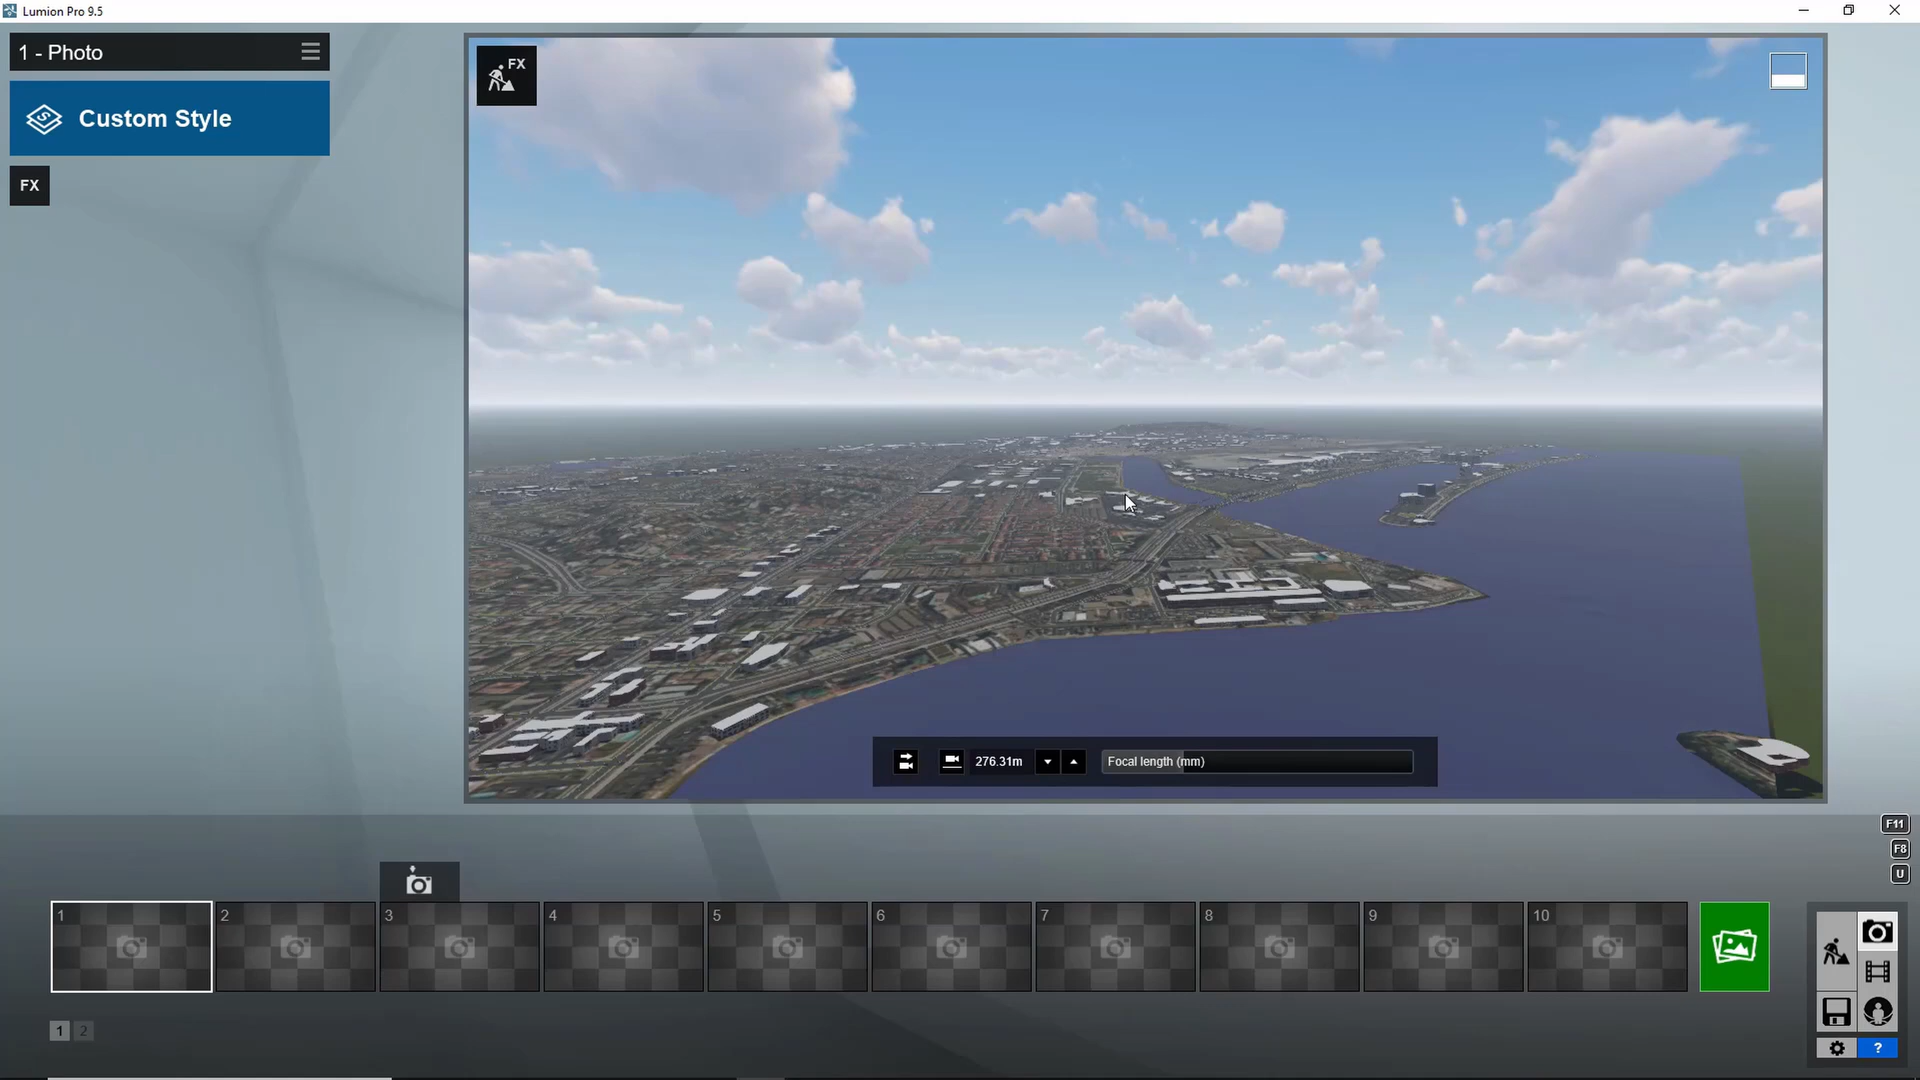 Lumion Pro 9.5
1 - Photo
Custom Style
FX
FX
276.31m
Focal length (mm)
F11
F8
U
1
2
3
4
5
6
7
8
9
10
1
2
?